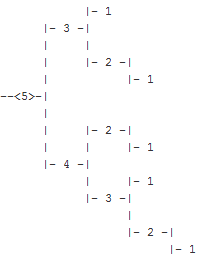 |- 1
|- 3 -|
| |
| |- 2 -|
| |- 1
--<5>-|
|
| |- 2 -|
| | |- 1
|- 4 -|
| |- 1
|- 3 -|
|
|- 2 -|
|- 1